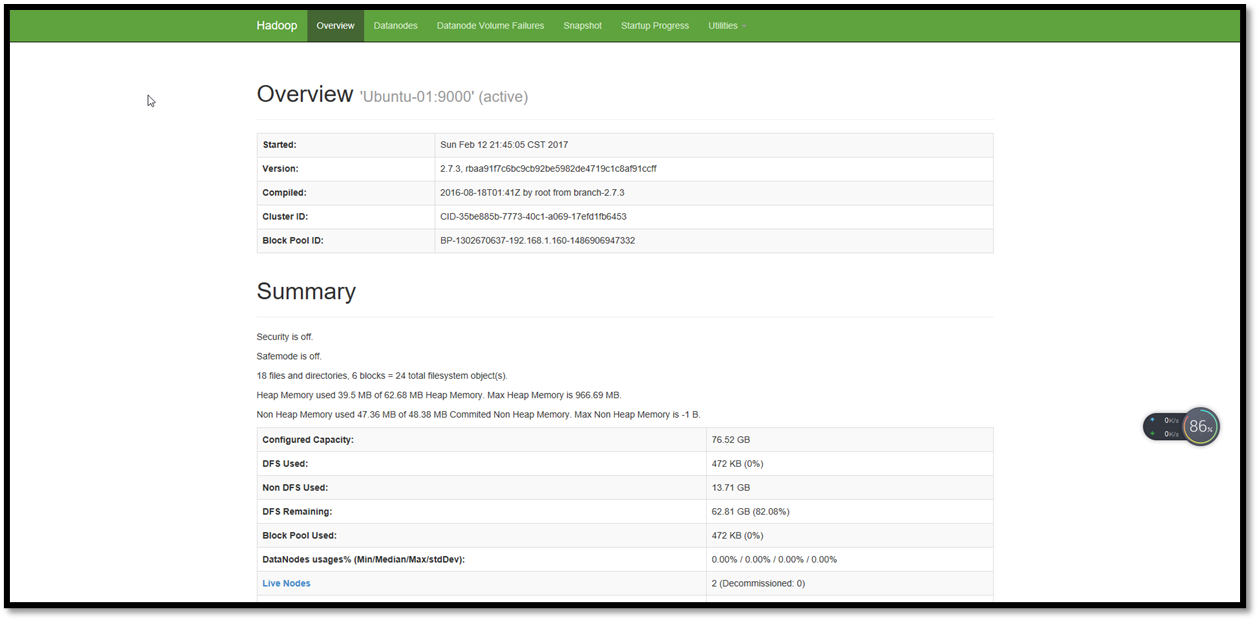 Hadoop Overview Datanodes Datanode Volume Failures Snapshot Startup Progress Utilities
Overview 'Ubuntu-01:9000' (active)
Started: Sun Feb 12 21:45:05 CST 2017
Version: 2.7.3, rbaa91f7c6bc9cb92be5982de4719c1c8af91ccff
Compiled: 2016-08-18T01:41Z by root from branch-2.7.3
Cluster ID: CID-35be885b-7773-40c1-a069-17efd1fb6453
Block Pool ID: BP-1302670637-192.168.1.160-1486906947332
Summary
Security is off.
Safemode is off.
18 files and directories, 6 blocks = 24 total filesystem object(s).
Heap Memory used 39.5 MB of 62.68 MB Heap Memory. Max Heap Memory is 966.69 MB.
Non Heap Memory used 47.36 MB of 48.38 MB Commited Non Heap Memory. Max Non Heap Memory is -1 B.
Configured Capacity: 76.52 GB
DFS Used: 472 KB (0%)
Non DFS Used: 13.71 GB
DFS Remaining: 62.81 GB (82.08%)
Block Pool Used: 472 KB (0%)
DataNodes usages% (Min/Median/Max/stdDev): 0.00% / 0.00% / 0.00% / 0.00%
Live Nodes 2 (Decommissioned: 0)
0K/s
0K/s
86%